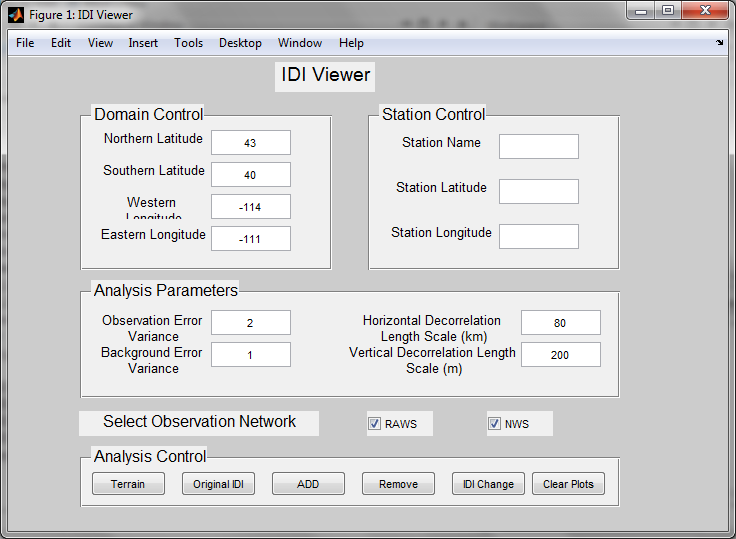 Figure 1: IDI Viewer
File Edit View Insert Tools Desktop Window Help
IDI Viewer
Domain Control
Northern Latitude 43
Southern Latitude 40
Western
Longitude -114
Eastern Longitude -111
Station Control
Station Name
Station Latitude
Station Longitude
Analysis Parameters
Observation Error
Variance 2
Background Error
Variance 1
Horizontal Decorrelation
Length Scale (km) 80
Vertical Decorrelation Length
Scale (m) 200
Select Observation Network RAWS NWS
Analysis Control
Terrain Original IDI ADD Remove IDI Change Clear Plots